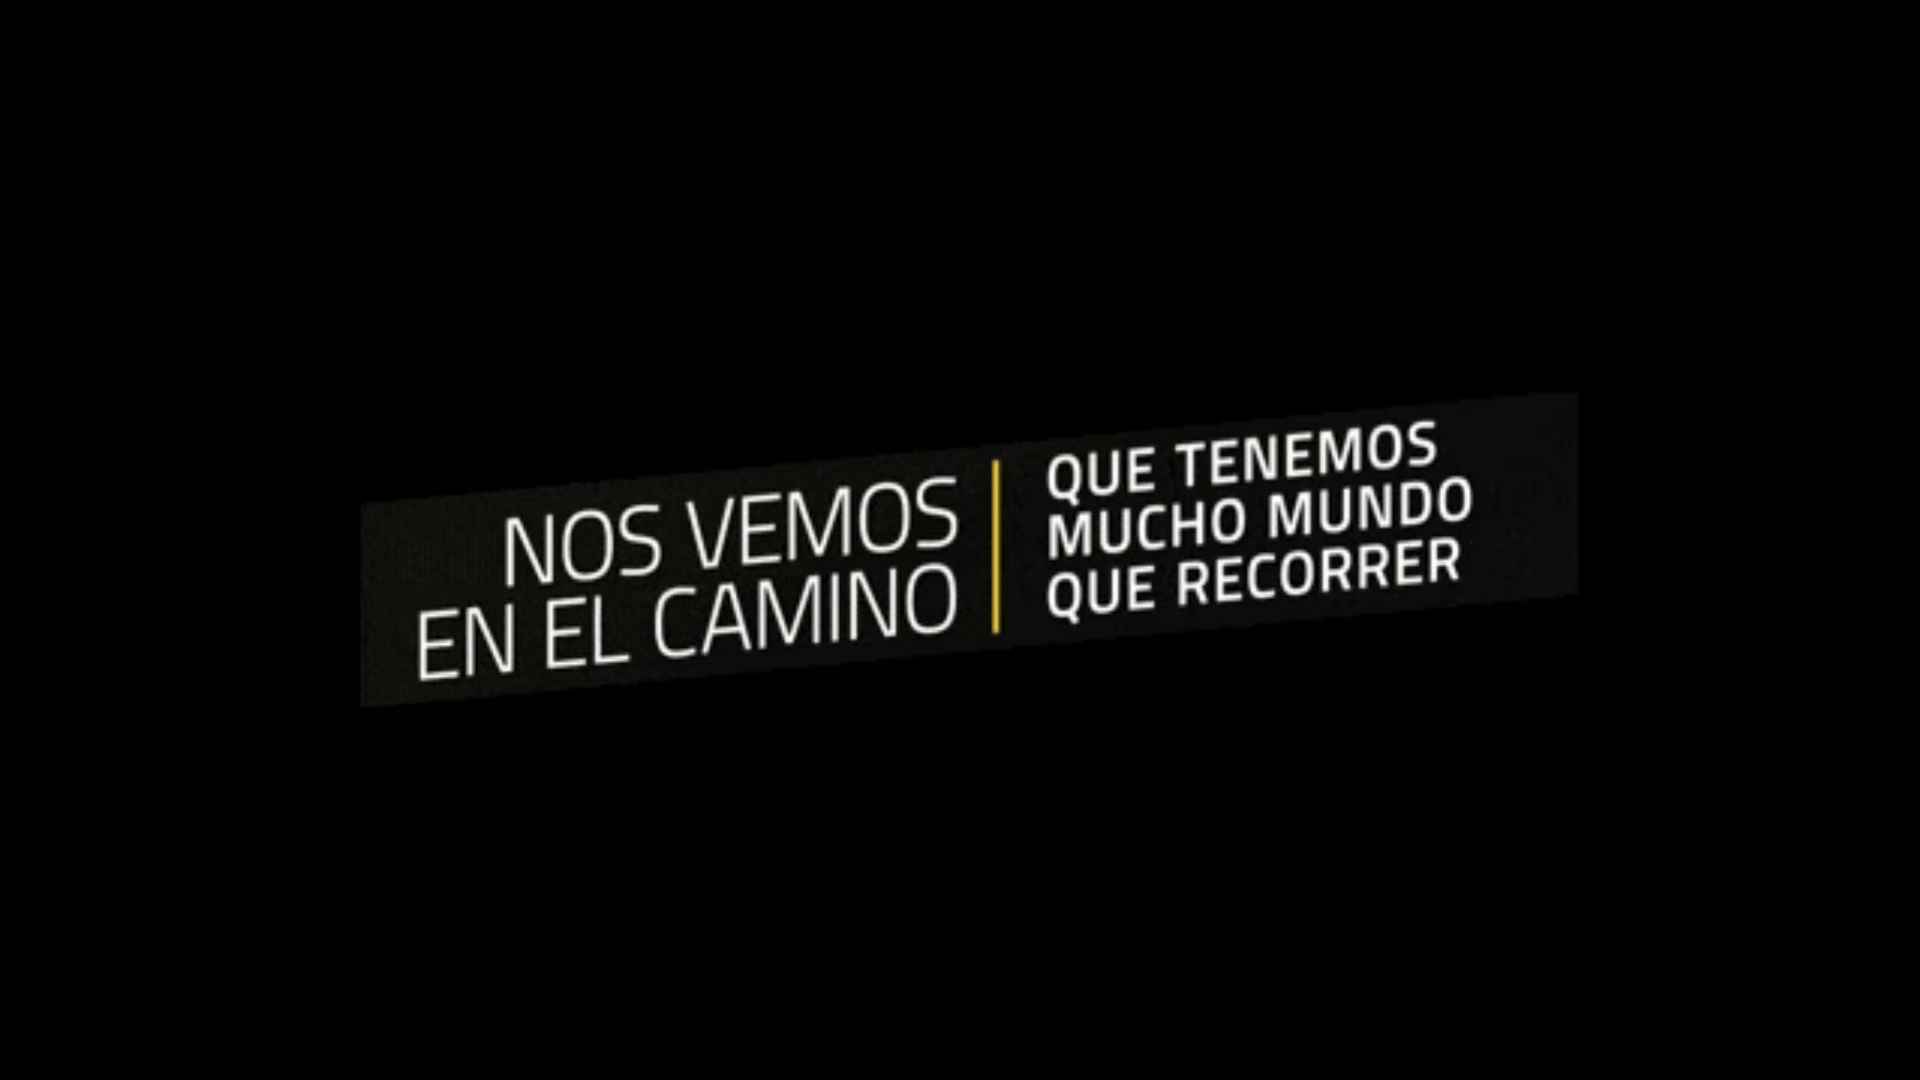 NOS VEMOS
EN EL CAMINO
QUE TENEMOS
MUCHO MUNDO
QUE RECORRER